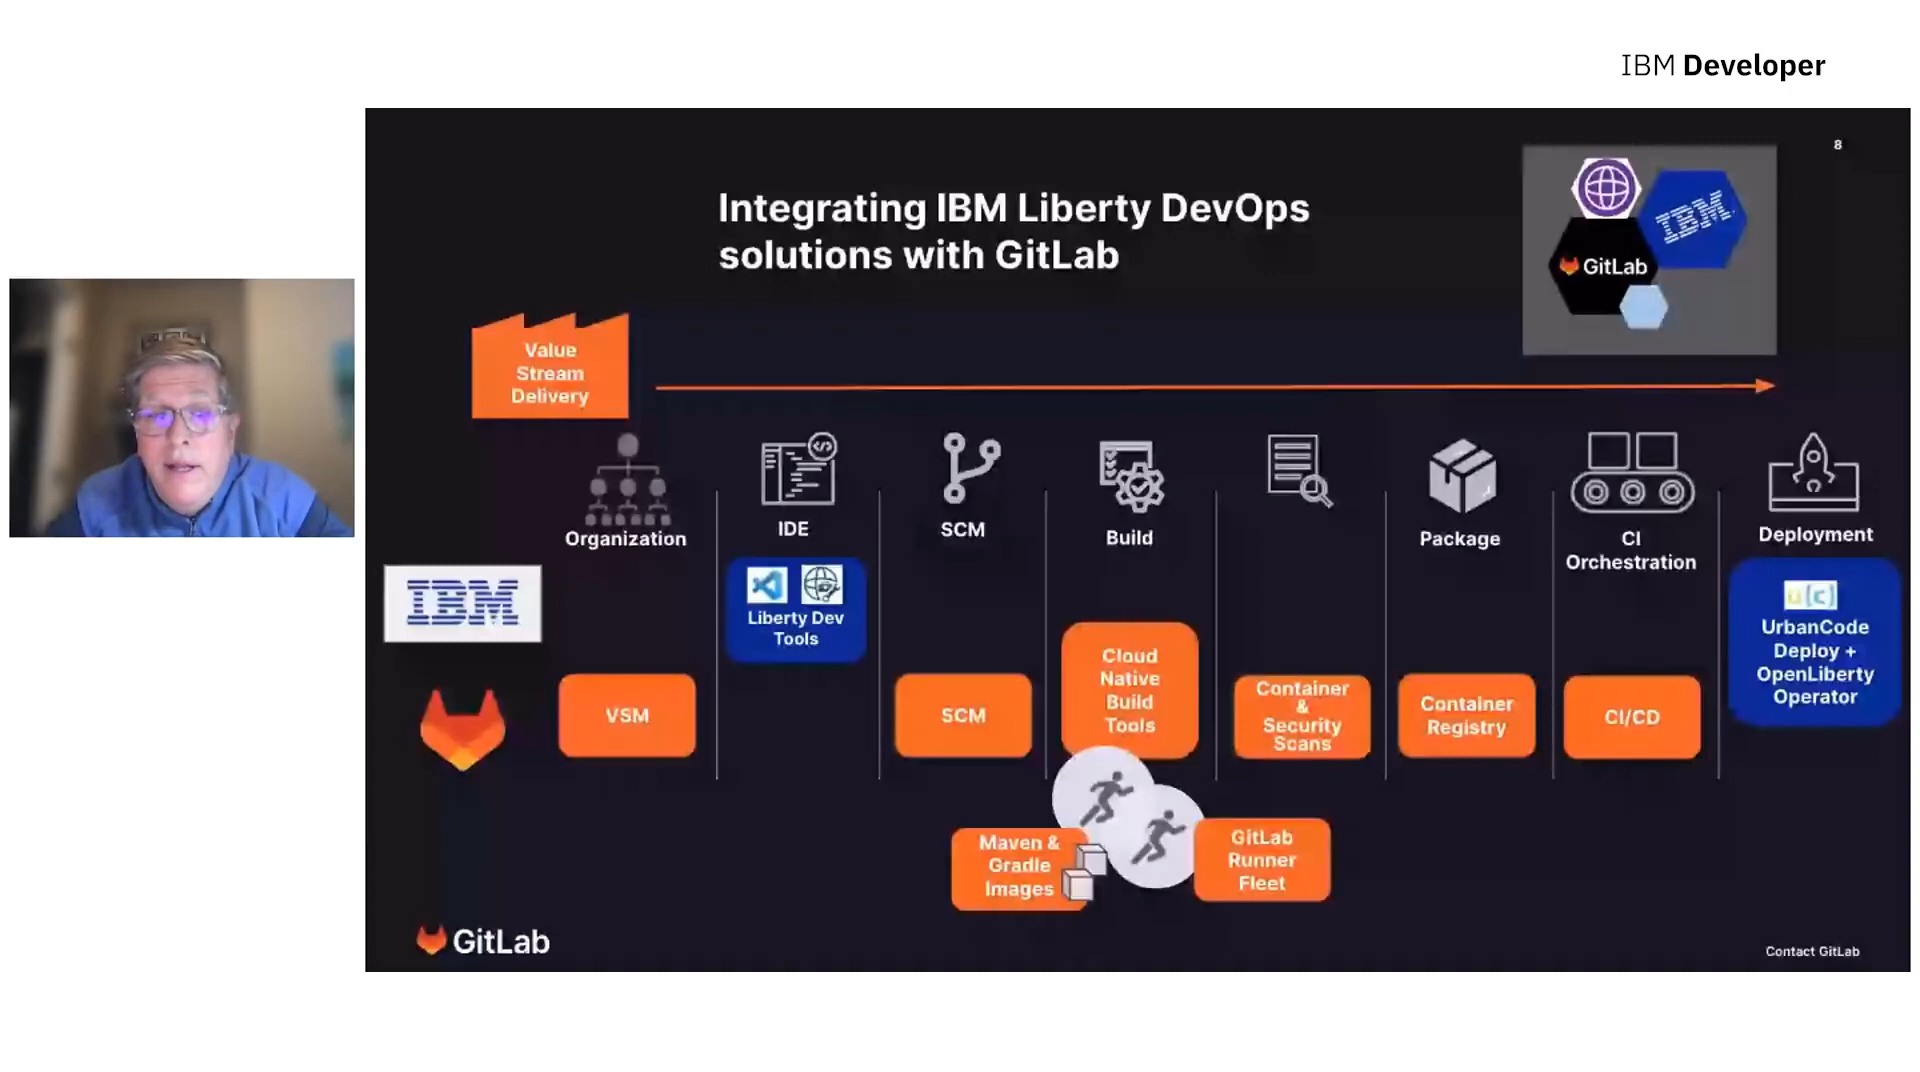 IBM Developer
8
Integrating IBM Liberty DevOps
solutions with GitLab
IBM
GitLab
Value
Stream
Delivery
Organization
IDE
SCM
Build
Package
CI
Orchestration
Deployment
IBM
Liberty Dev
Tools
u[c]
UrbanCode
Deploy +
OpenLiberty
Operator
VSM
SCM
Cloud
Native
Build
Tools
Container
&
Security
Scans
Container
Registry
CI/CD
Maven &
Gradle
Images
GitLab
Runner
Fleet
GitLab
Contact GitLab